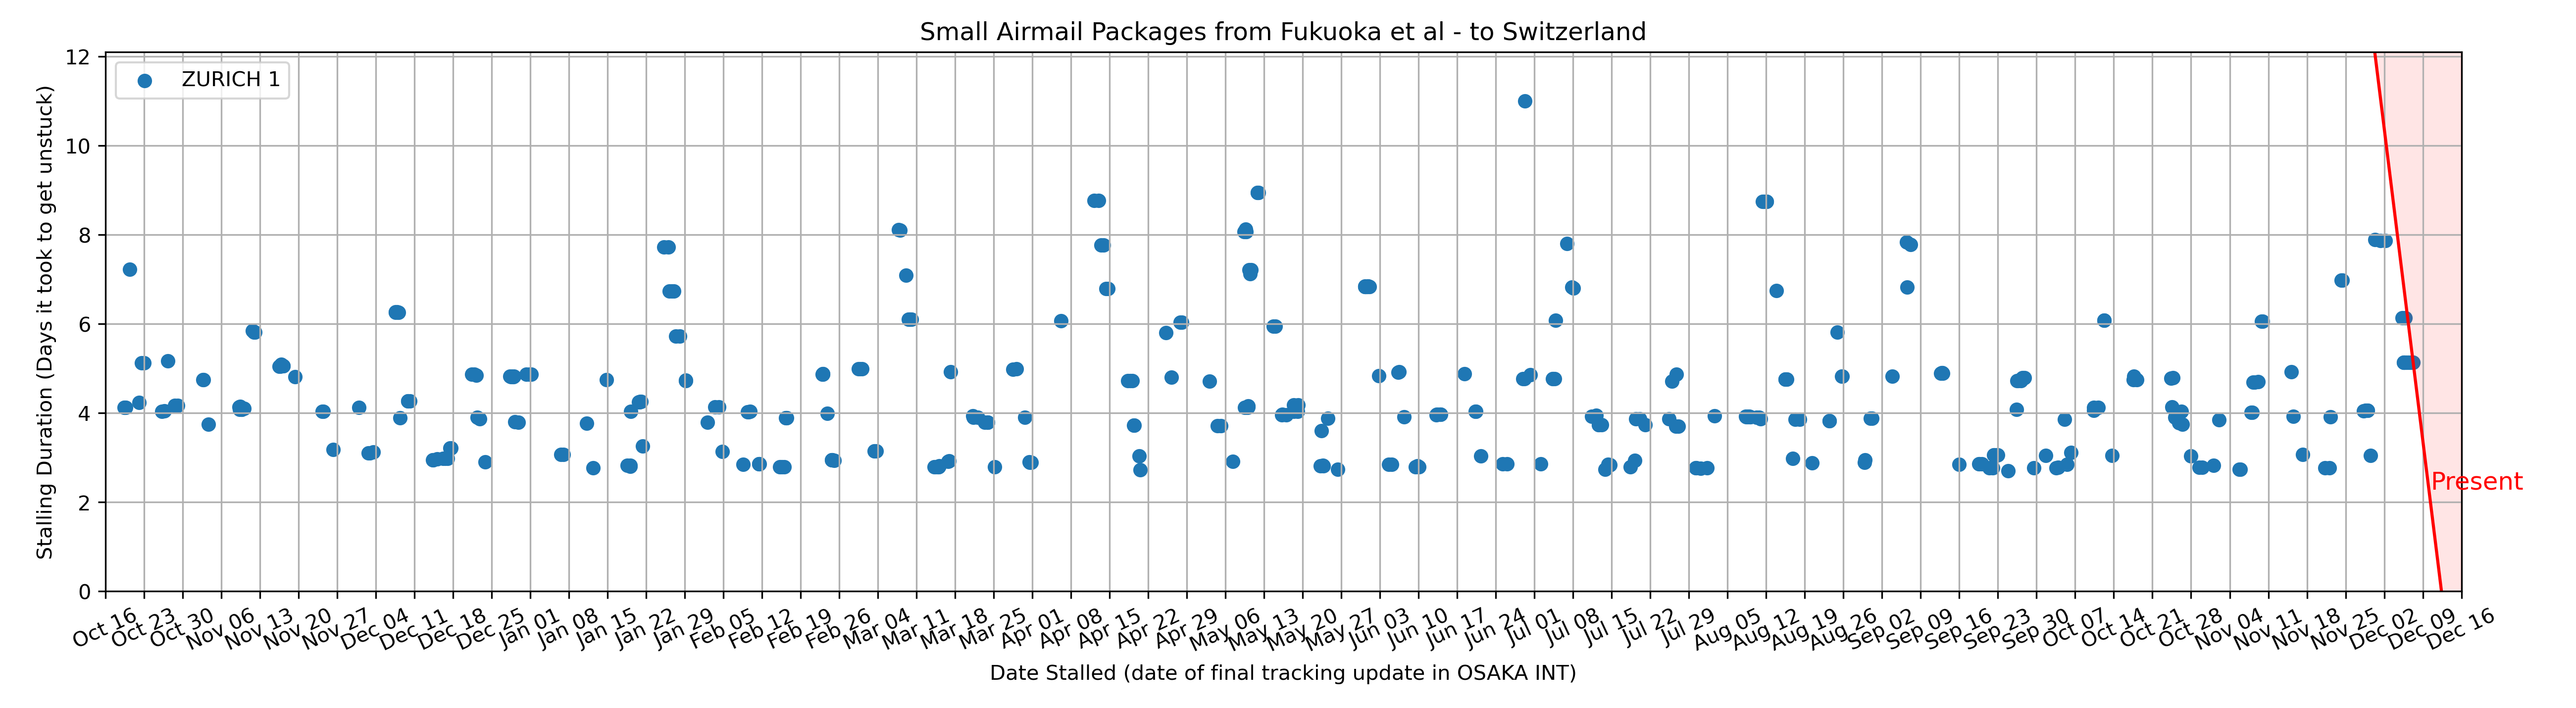 Small Airmail Packages from Fukuoka et al - to Switzerland
ZURICH 1
Stalling Duration (Days it took to get unstuck)
12
10
8
6
4
2
0
Present
Oct 16 Oct 23 Oct 30 Nov 06 Nov 13 Nov 20 Nov 27 Dec 04 Dec 11 Dec 18 Dec 25 Jan 01 Jan 08 Jan 15 Jan 22 Jan 29 Feb 05 Feb 12 Feb 19 Feb 26 Mar 04 Mar 11 Mar 18 Mar 25 Apr 01 Apr 08 Apr 15 Apr 22 Apr 29 May 06 May 13 May 20 May 27 Jun 03 Jun 10 Jun 17 Jun 24 Jul 01 Jul 08 Jul 15 Jul 22 Jul 29 Aug 05 Aug 12 Aug 19 Aug 26 Sep 02 Sep 09 Sep 16 Sep 23 Sep 30 Oct 07 Oct 14 Oct 21 Oct 28 Nov 04 Nov 11 Nov 18 Nov 25 Dec 02 Dec 09 Dec 16
Date Stalled (date of final tracking update in OSAKA INT)